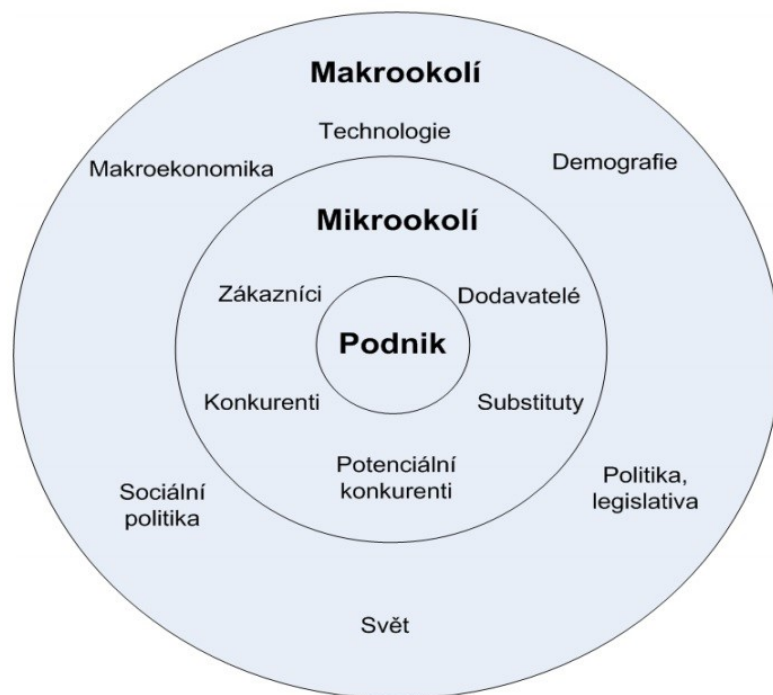 Makrookolí
Technologie
Makroekonomika
Demografie
Mikrookolí
Zákazníci
Dodavatelé
Podnik
Konkurenti
Substituty
Potenciální
konkurenti
Sociální
politika
Politika,
legislativa
Svět